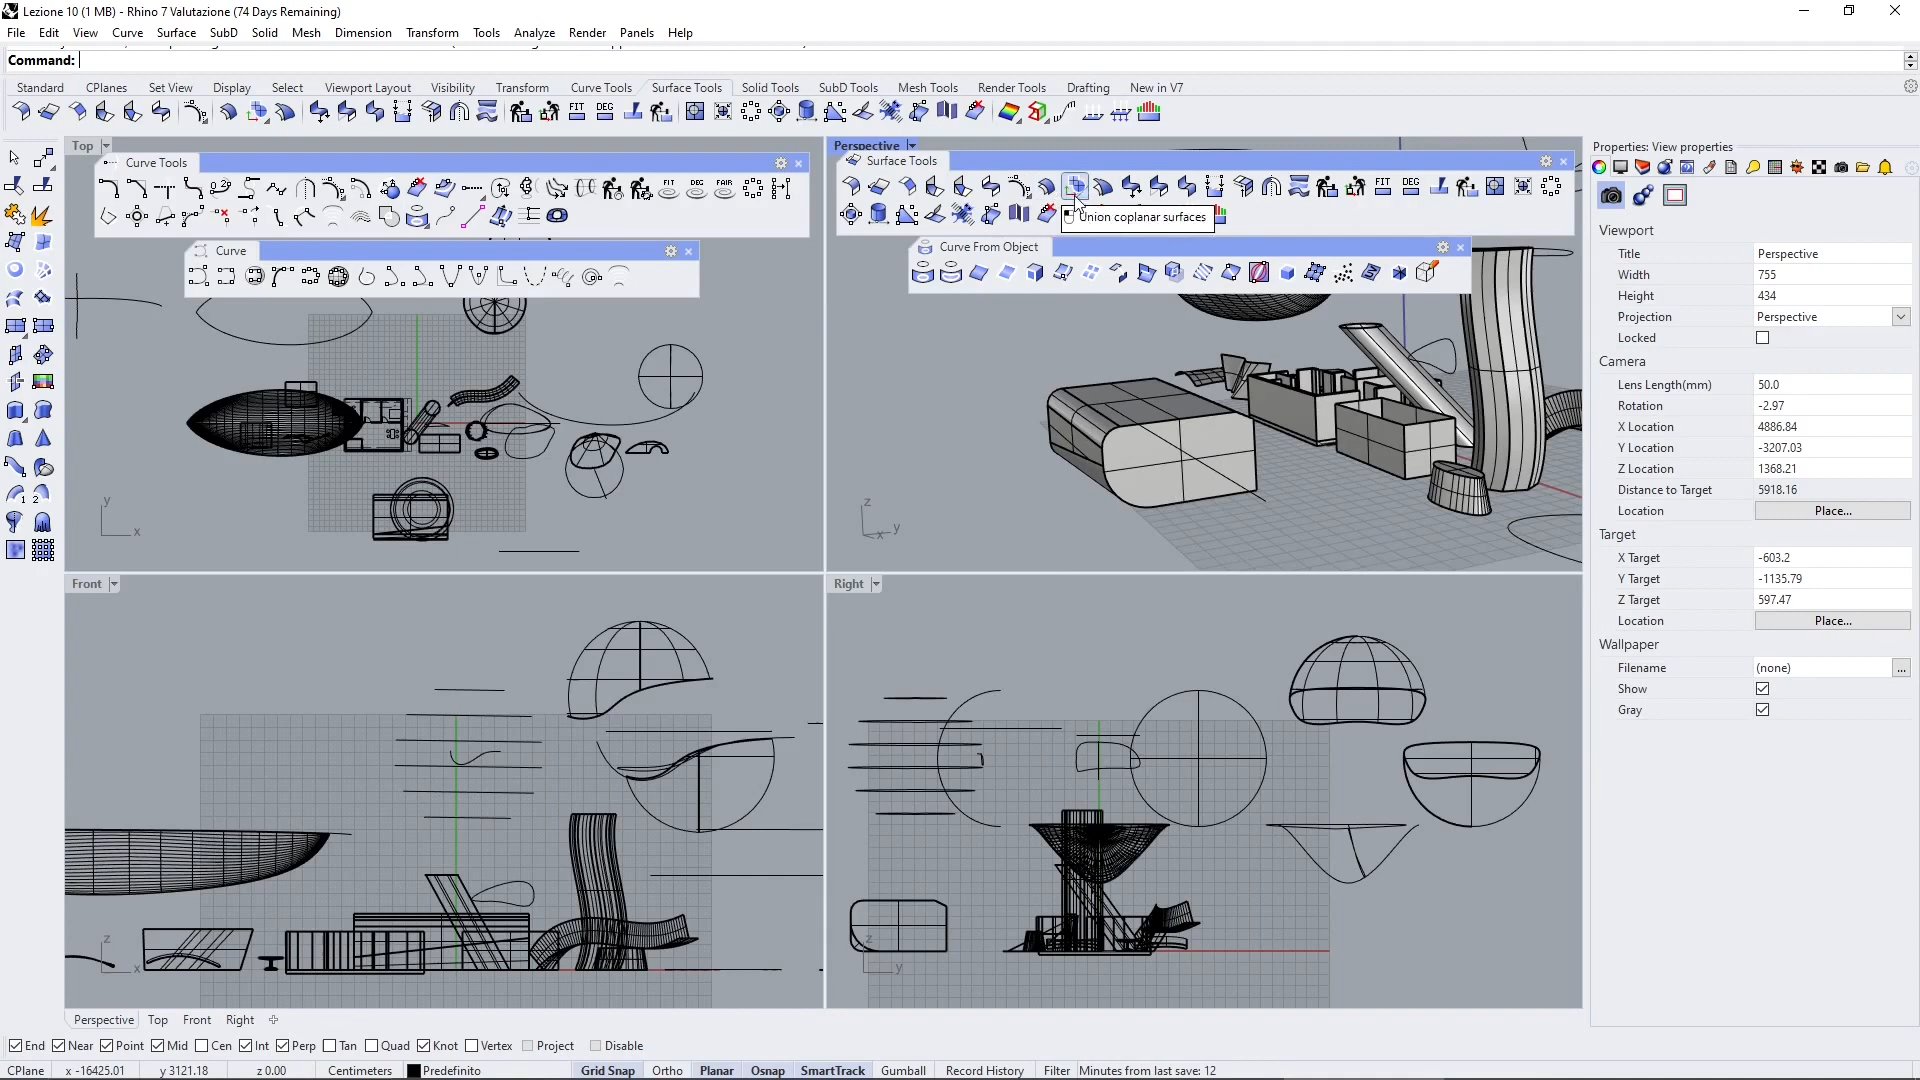 Lezione 10 (1 MB) - Rhino 7 Valutazione (74 Days Remaining)
File Edit View Curve Surface SubD Solid Mesh Dimension Transform Tools Analyze Render Panels Help
Command:
Standard CPlanes Set View Display Select Viewport Layout Visibility Transform Curve Tools Surface Tools Solid Tools SubD Tools Mesh Tools Render Tools Drafting New in V7
FIT DEG
Top
Perspective
Properties: View properties
Curve Tools
Surface Tools
FIT DEG FAIR
FIT DEG
Union coplanar surfaces
Curve
Curve From Object
Viewport
Title Perspective
Width 755
Height 434
Projection Perspective
Locked
Camera
Lens Length(mm) 50.0
Rotation -2.97
X Location 4886.84
Y Location -3207.03
Z Location 1368.21
Distance to Target 5918.16
Location Place...
Target
X Target -603.2
Y Target -1135.79
Z Target 597.47
Location Place...
Wallpaper
Filename (none) ...
Show
Gray
y
x
z
y
x
Front
Right
z
x
z
y
Perspective Top Front Right
End Near Point Mid Cen Int Perp Tan Quad Knot Vertex Project Disable
CPlane x -16425.01 y 3121.18 z 0.00 Centimeters Predefinito Grid Snap Ortho Planar Osnap SmartTrack Gumball Record History Filter Minutes from last save: 12